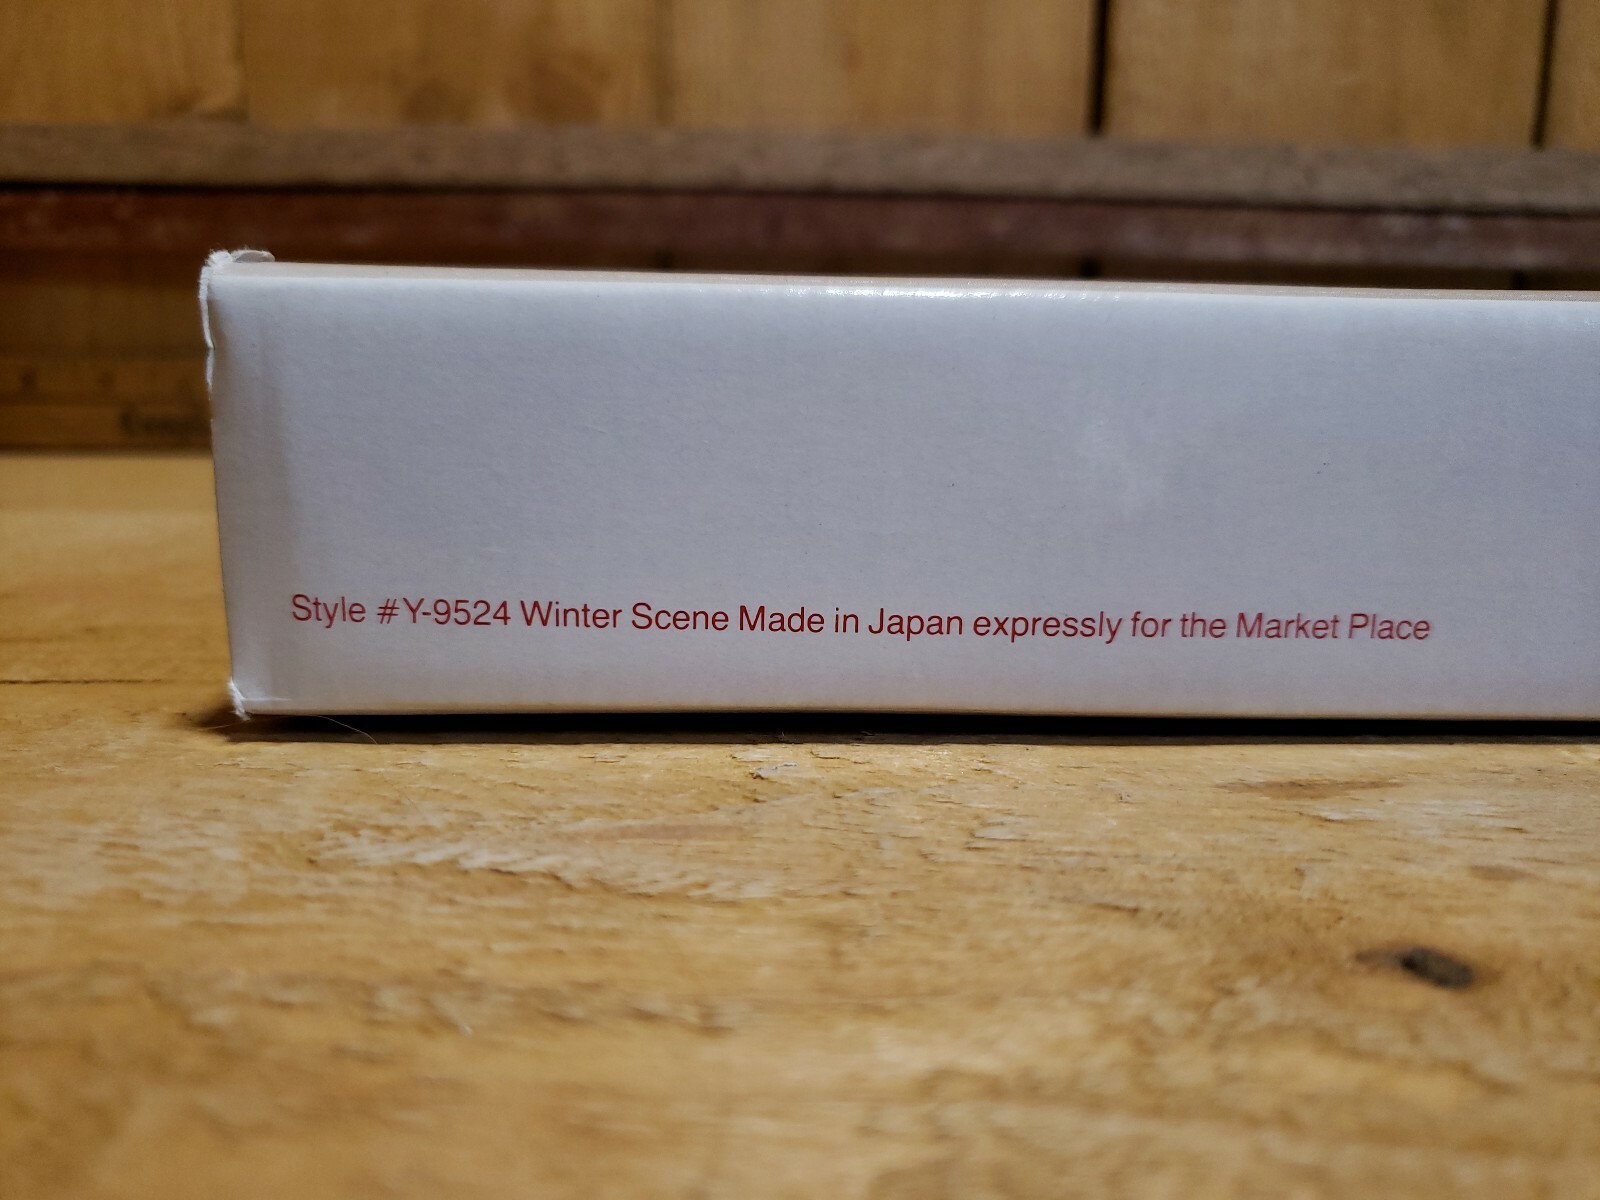 Style #Y-9524 Winter Scene Made in Japan expressly for the Market Place